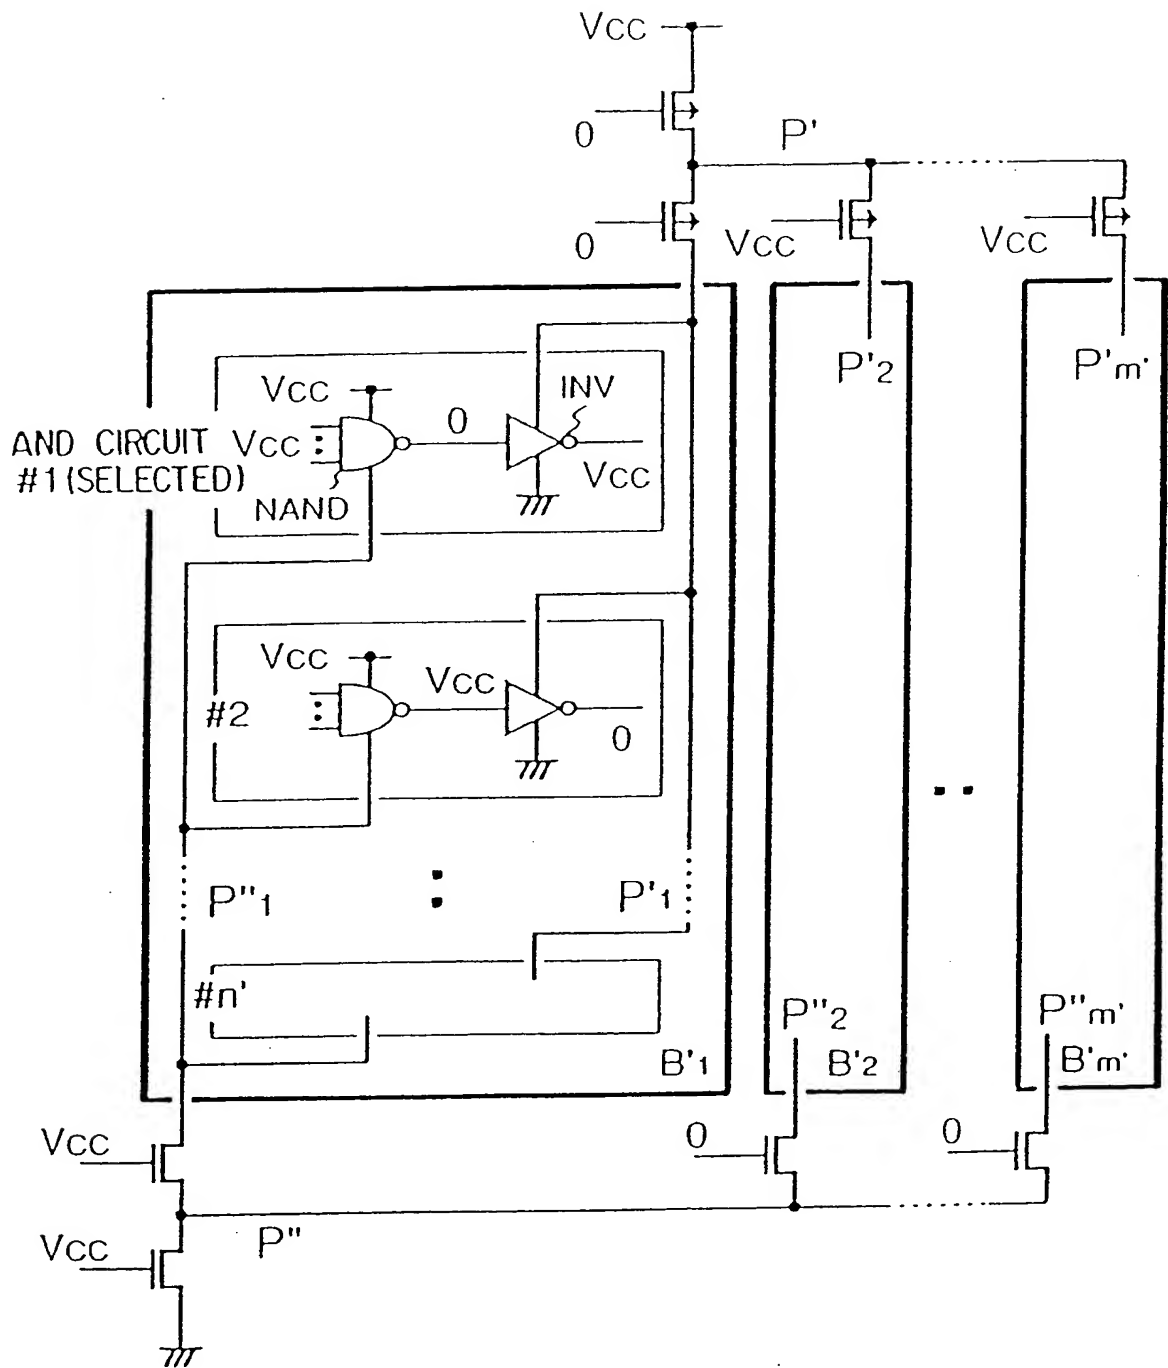 VCC
0
P'
0
VCC
VCC
P'2
P'm'
VCC
INV
0
AND CIRCUIT
VCC
#1 (SELECTED)
VCC
NAND
VCC
VCC
#2
0
P"1
P'1
#n'
P"2
P"m'
B'1
B'2
B'm'
VCC
0
0
P"
VCC